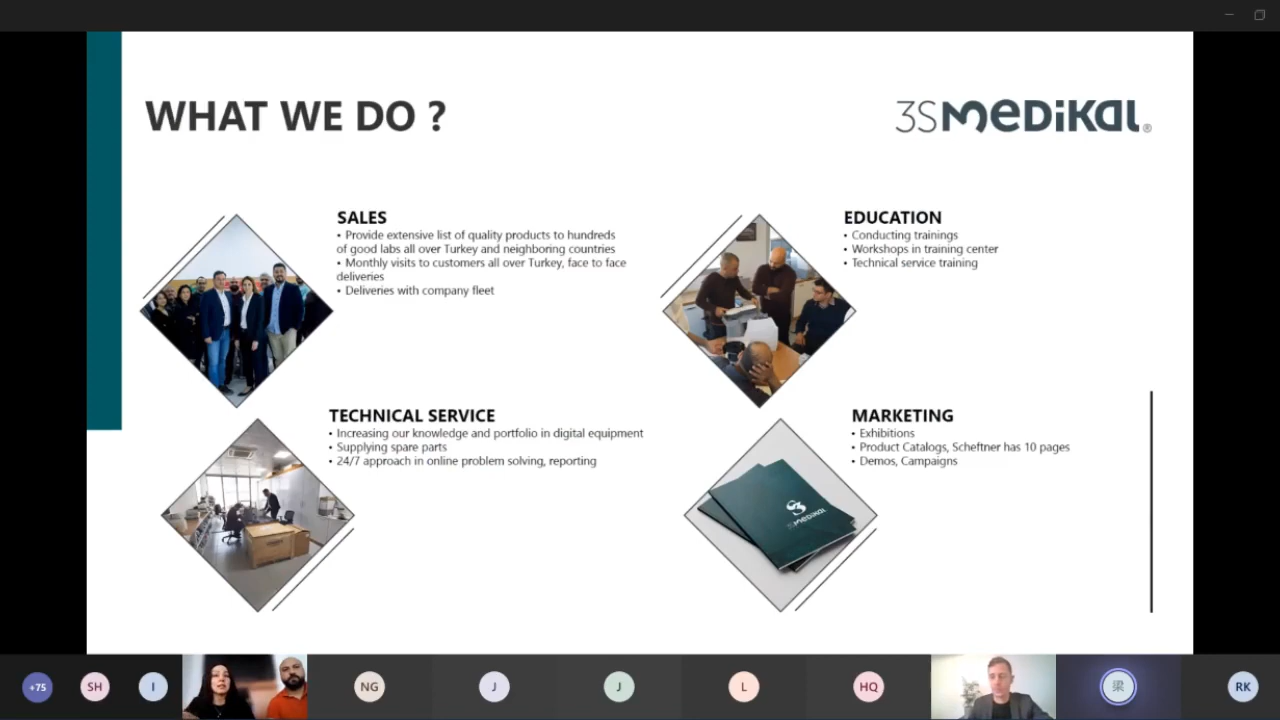 WHAT WE DO ?
3SMEDİKAL®
SALES
• Provide extensive list of quality products to hundreds
of good labs all over Turkey and neighboring countries
• Monthly visits to customers all over Turkey, face to face
deliveries
• Deliveries with company fleet
EDUCATION
• Conducting trainings
• Workshops in training center
• Technical service training
TECHNICAL SERVICE
• Increasing our knowledge and portfolio in digital equipment
• Supplying spare parts
• 24/7 approach in online problem solving, reporting
MARKETING
• Exhibitions
• Product Catalogs, Scheftner has 10 pages
• Demos, Campaigns
3SMEDİKAL
+75
SH
I
NG
J
J
L
HQ
梁
RK